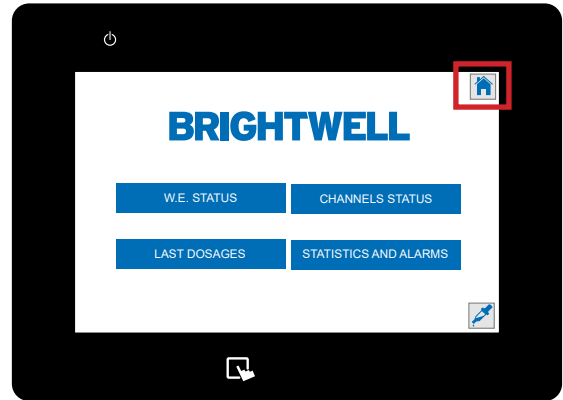 BRIGHTWELL
W.E. STATUS
CHANNELS STATUS
LAST DOSAGES
STATISTICS AND ALARMS